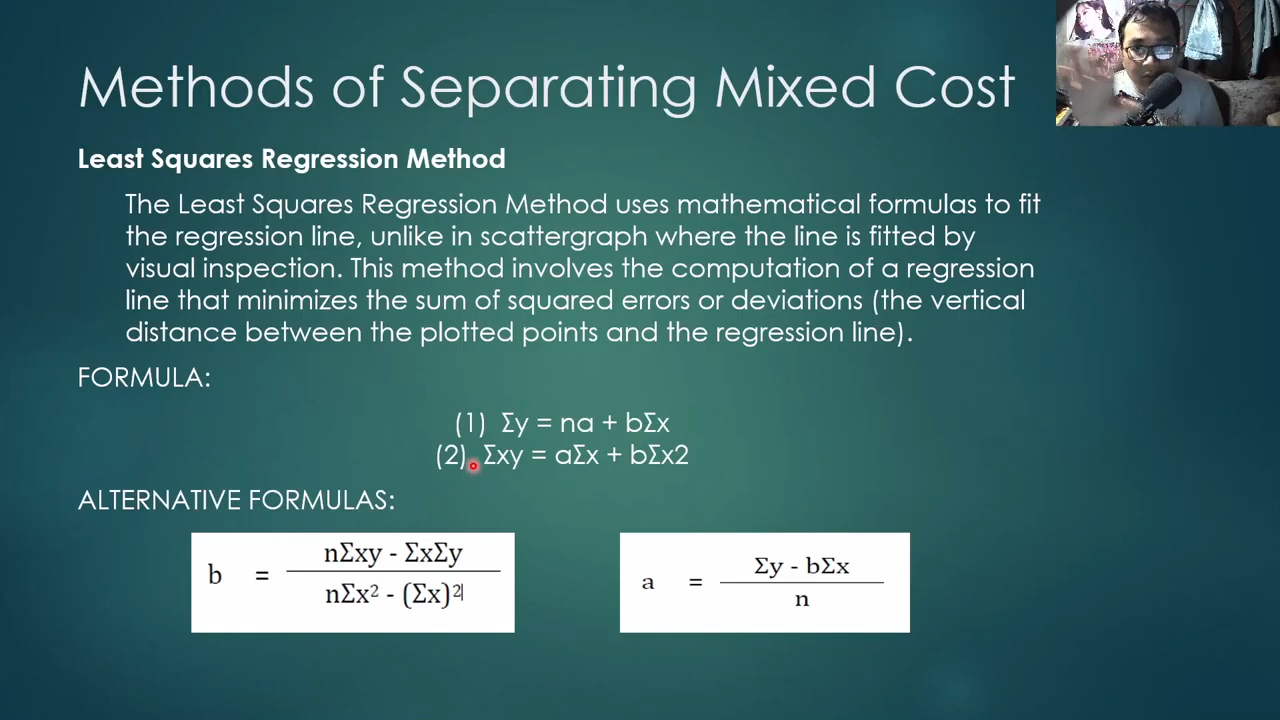 Methods of Separating Mixed Cost
Least Squares Regression Method
The Least Squares Regression Method uses mathematical formulas to fit
the regression line, unlike in scattergraph where the line is fitted by
visual inspection. This method involves the computation of a regression
line that minimizes the sum of squared errors or deviations (the vertical
distance between the plotted points and the regression line).
FORMULA:
(1) Σy = na + bΣx
(2) Σxy = aΣx + bΣx2
ALTERNATIVE FORMULAS:
b = nΣxy - ΣxΣy
nΣx² - (Σx)²
a = Σy - bΣx
n